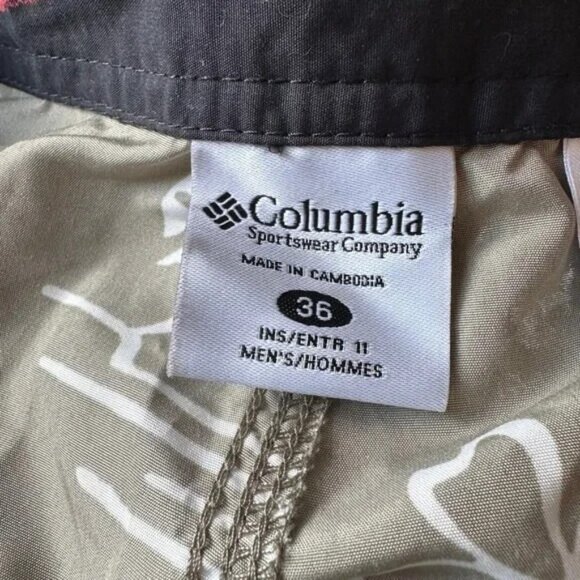 Columbia
Sportswear Company
MADE IN CAMBODIA
36
INS/ENTR 11
MEN'S/HOMMES